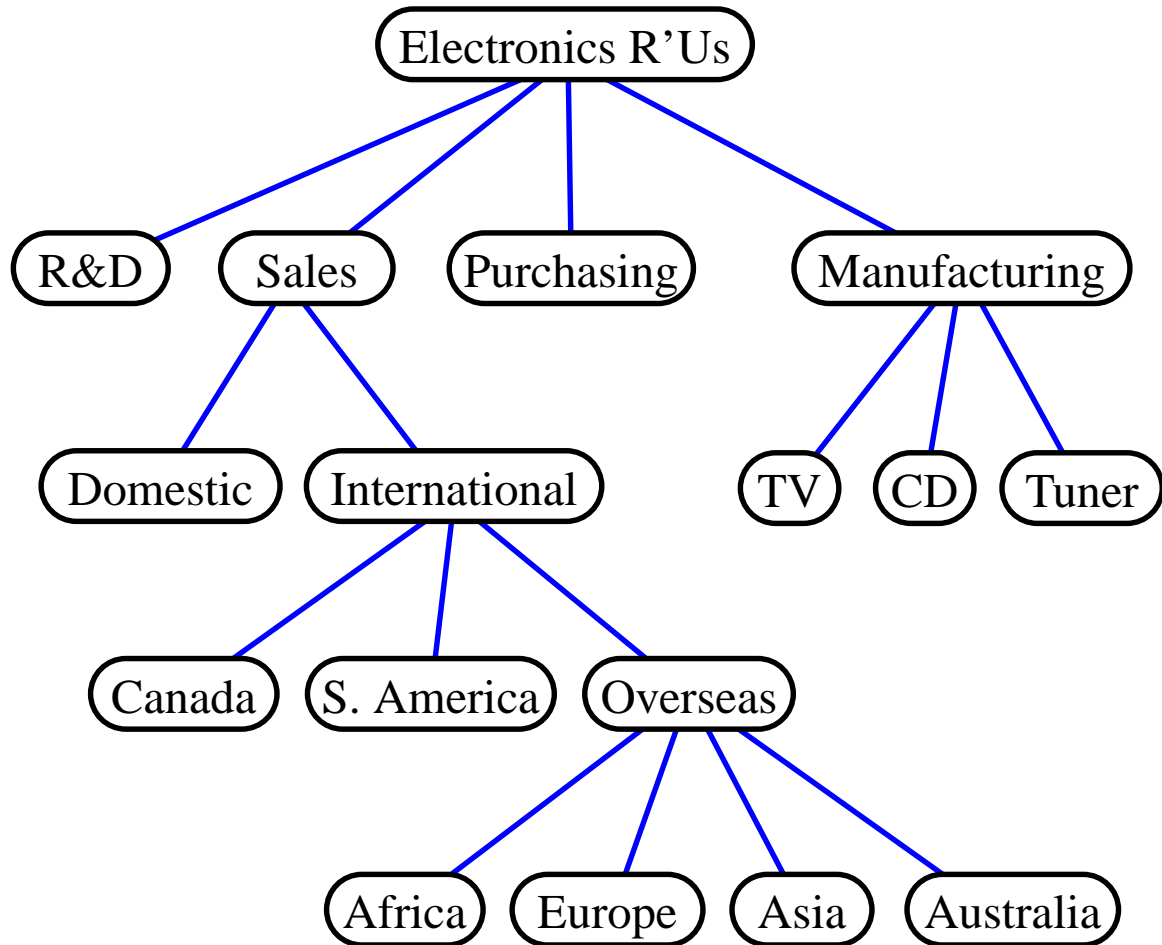 Electronics R’Us
R&D
Sales
Purchasing
Manufacturing
Domestic
International
TV
CD
Tuner
Canada
S. America
Overseas
Africa
Europe
Asia
Australia